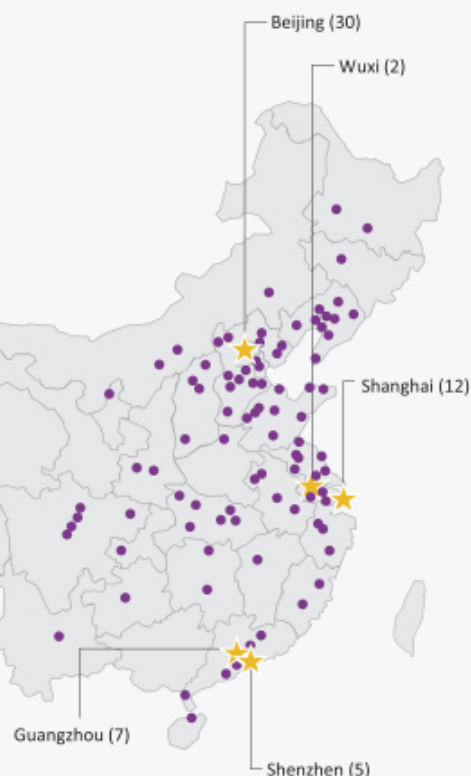 Beijing (30)
Wuxi (2)
Shanghai (12)
Guangzhou (7)
Shenzhen (5)